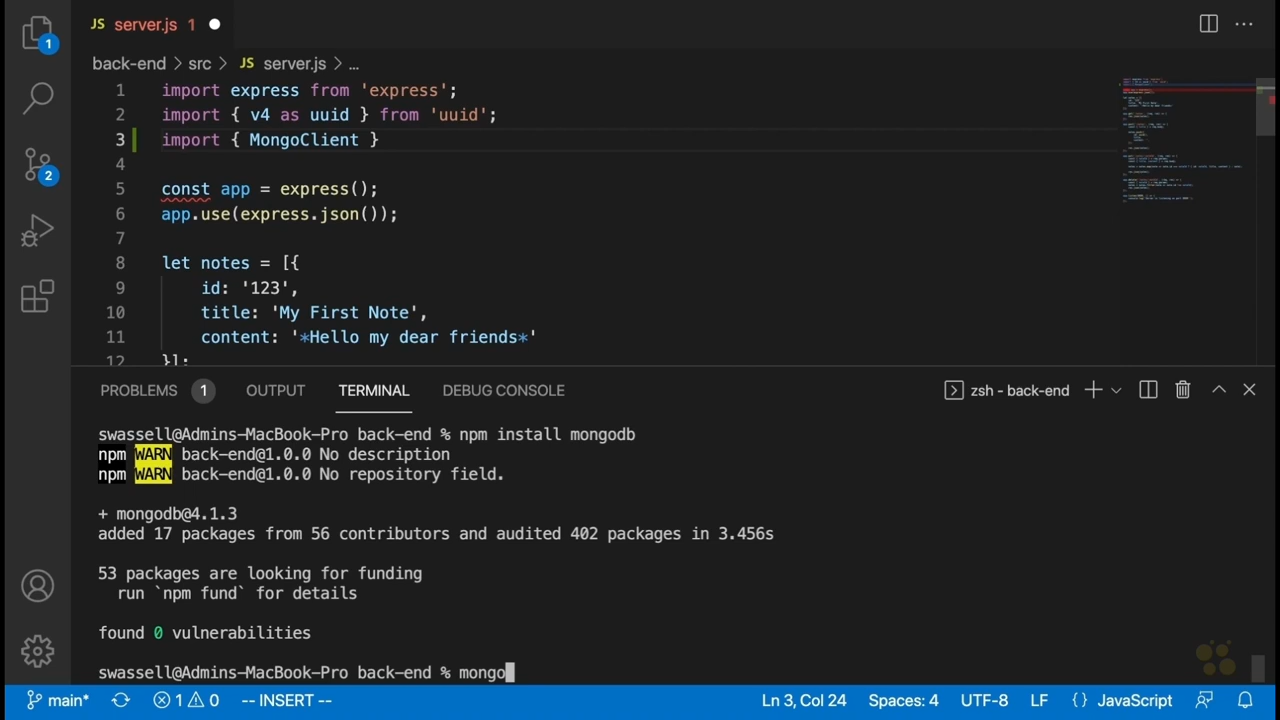 JS server.js 1
back-end > src > JS server.js > ...
1 import express from 'express';
2 import { v4 as uuid } from 'uuid';
3 import { MongoClient }
4
5 const app = express();
6 app.use(express.json());
7
8 let notes = [{
9 id: '123',
10 title: 'My First Note',
11 content: '*Hello my dear friends*'
12 }];
1
2
PROBLEMS 1 OUTPUT TERMINAL DEBUG CONSOLE zsh - back-end
swassell@Admins-MacBook-Pro back-end % npm install mongodb
npm WARN back-end@1.0.0 No description
npm WARN back-end@1.0.0 No repository field.
+ mongodb@4.1.3
added 17 packages from 56 contributors and audited 402 packages in 3.456s
53 packages are looking for funding
run `npm fund` for details
found 0 vulnerabilities
swassell@Admins-MacBook-Pro back-end % mongo
main* 1 0 -- INSERT -- Ln 3, Col 24 Spaces: 4 UTF-8 LF {} JavaScript